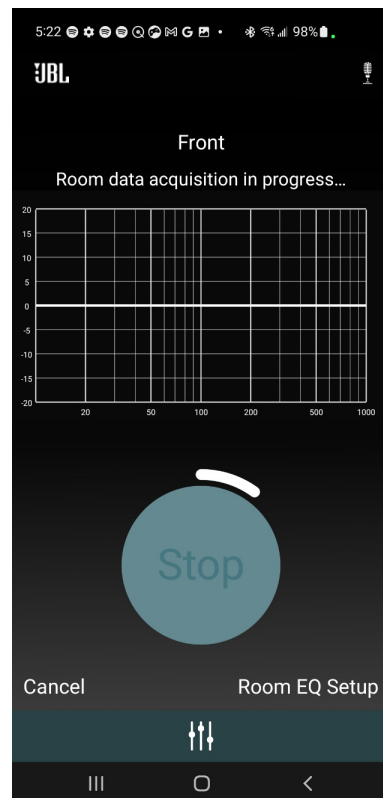 5:22 98%
JBL
Front
Room data acquisition in progress...
20
15
10
5
0
-5
-10
-15
-20
20 50 100 200 500 1000
Stop
Cancel Room EQ Setup